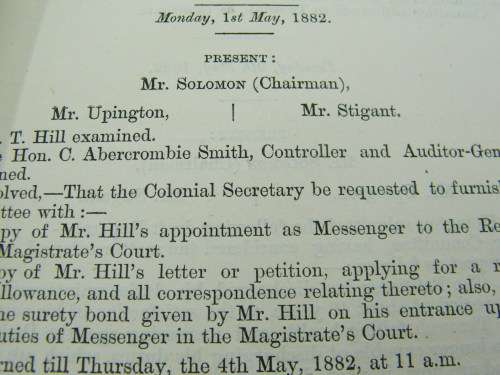 Monday, 1st May, 1882.
PRESENT:
Mr. SOLOMON (Chairman),
Mr. Upington, | Mr. Stigant.
. T. Hill examined.
Hon. C. Abercrombie Smith, Controller and Auditor-Gen
ned.
olved,—That the Colonial Secretary be requested to furnis
ttee with:—
py of Mr. Hill's appointment as Messenger to the Re
Magistrate's Court.
py of Mr. Hill's letter or petition, applying for a r
llowance, and all correspondence relating thereto; also,
he surety bond given by Mr. Hill on his entrance up
uties of Messenger in the Magistrate's Court.
rned till Thursday, the 4th May, 1882, at 11 a.m.